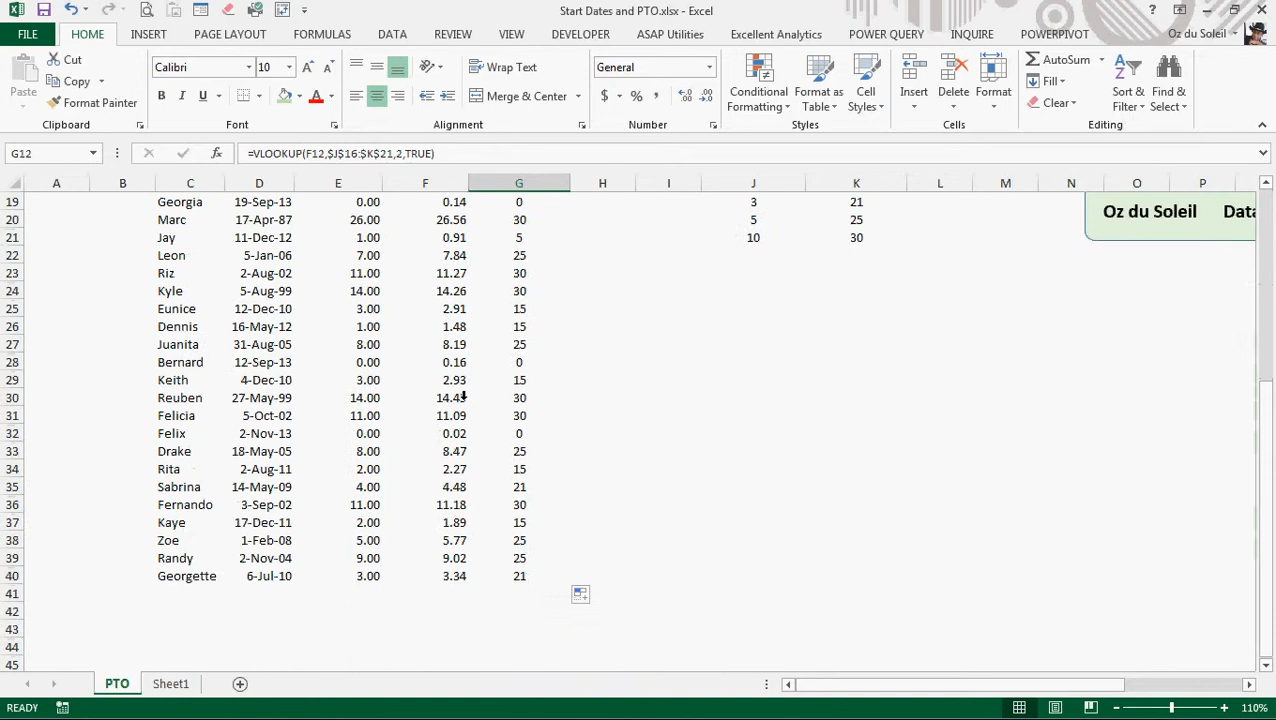 Start Dates and PTO.xlsx - Excel
FILE HOME INSERT PAGE LAYOUT FORMULAS DATA REVIEW VIEW DEVELOPER ASAP Utilities Excellent Analytics POWER QUERY INQUIRE POWERPIVOT Oz du Soleil
Paste Cut Copy Format Painter Calibri 10 Wrap Text Merge & Center General Conditional Formatting Format as Table Cell Styles Insert Delete Format AutoSum Fill Clear Sort & Filter Find & Select
Clipboard Font Alignment Number Styles Cells Editing
G12 =VLOOKUP(F12,$J$16:$K$21,2,TRUE)
A B C D E F G H I J K L M N O P
19 Georgia 19-Sep-13 0.00 0.14 0 3 21
20 Marc 17-Apr-87 26.00 26.56 30 5 25 Oz du Soleil Data
21 Jay 11-Dec-12 1.00 0.91 5 10 30
22 Leon 5-Jan-06 7.00 7.84 25
23 Riz 2-Aug-02 11.00 11.27 30
24 Kyle 5-Aug-99 14.00 14.26 30
25 Eunice 12-Dec-10 3.00 2.91 15
26 Dennis 16-May-12 1.00 1.48 15
27 Juanita 31-Aug-05 8.00 8.19 25
28 Bernard 12-Sep-13 0.00 0.16 0
29 Keith 4-Dec-10 3.00 2.93 15
30 Reuben 27-May-99 14.00 30
31 Felicia 5-Oct-02 11.00 11.09 30
32 Felix 2-Nov-13 0.00 0.02 0
33 Drake 18-May-05 8.00 8.47 25
34 Rita 2-Aug-11 2.00 2.27 15
35 Sabrina 14-May-09 4.00 4.48 21
36 Fernando 3-Sep-02 11.00 11.18 30
37 Kaye 17-Dec-11 2.00 1.89 15
38 Zoe 1-Feb-08 5.00 5.77 25
39 Randy 2-Nov-04 9.00 9.02 25
40 Georgette 6-Jul-10 3.00 3.34 21
41
42
43
44
45
PTO Sheet1
READY 110%